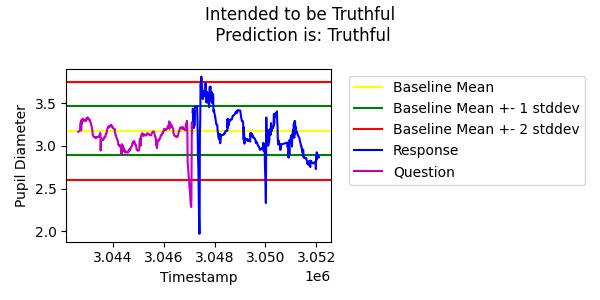 Intended to be Truthful
Prediction is: Truthful
Pupil Diameter
3.5
3.0
2.5
2.0
3.044 3.046 3.048 3.050 3.052
1e6
Timestamp
Baseline Mean
Baseline Mean +- 1 stddev
Baseline Mean +- 2 stddev
Response
Question